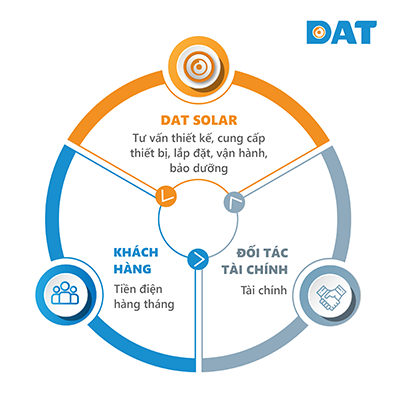 DAT
DAT SOLAR
Tư vấn thiết kế, cung cấp
thiết bị, lắp đặt, vận hành,
bảo dưỡng
KHÁCH
HÀNG
Tiền điện
hàng tháng
ĐỐI TÁC
TÀI CHÍNH
Tài chính